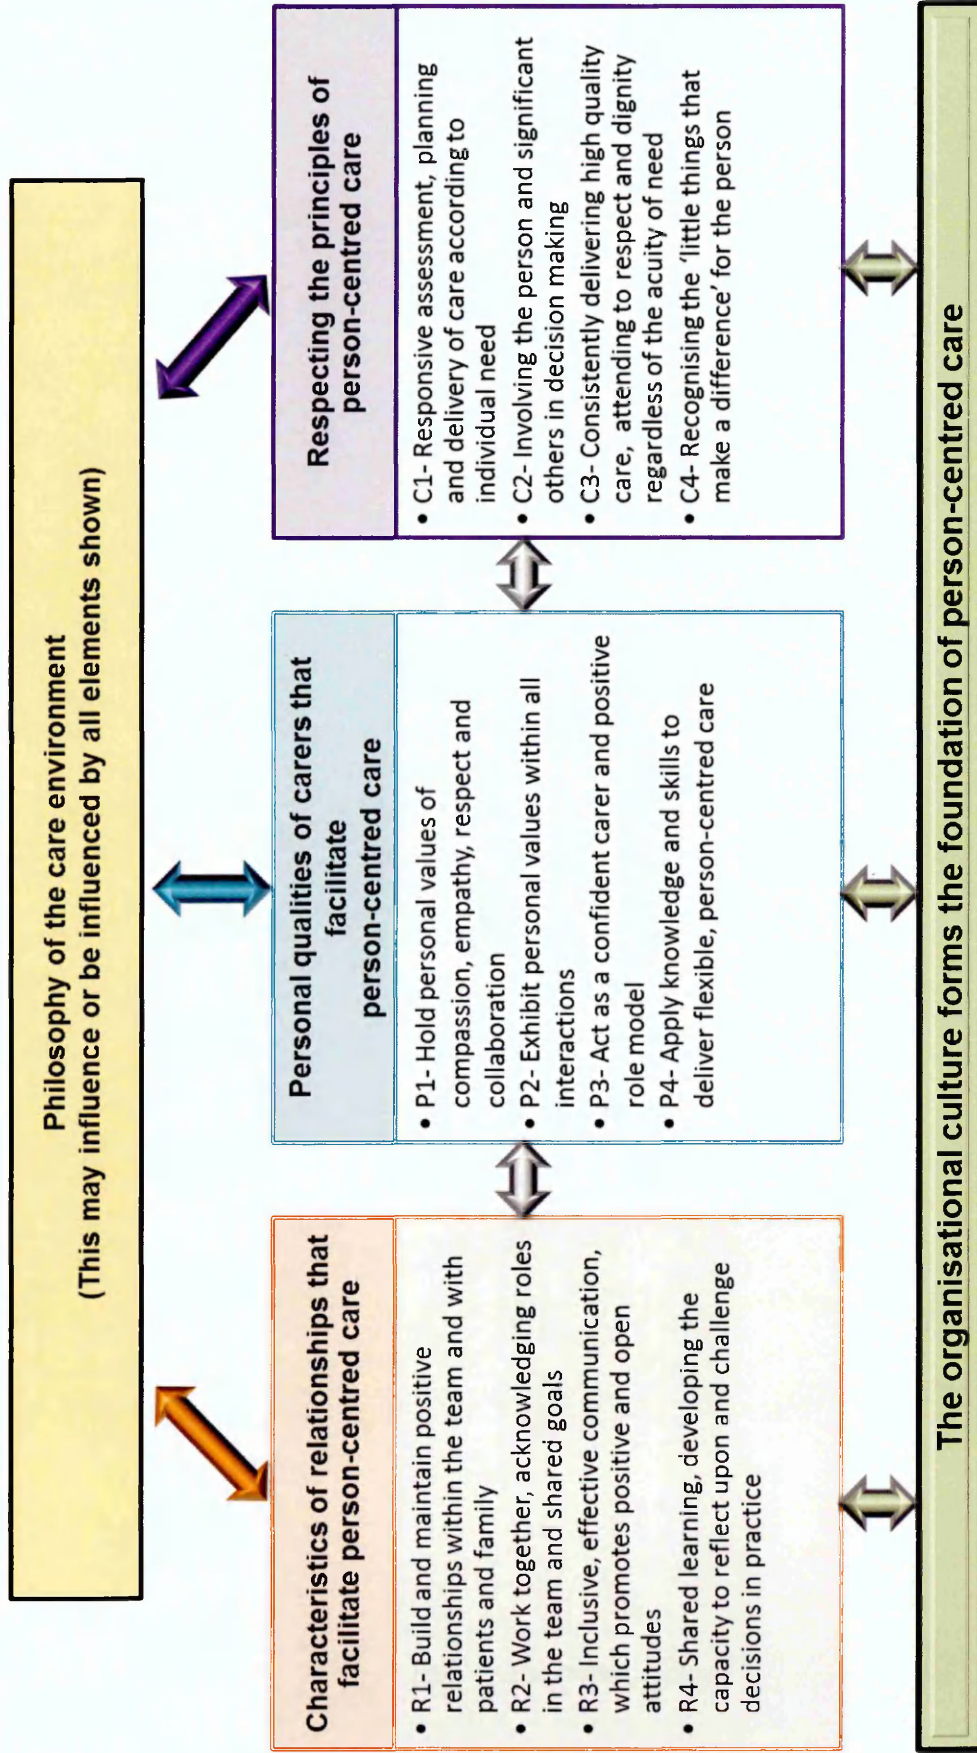 Philosophy of the care environment
(This may influence or be influenced by all elements shown)
Characteristics of relationships that
facilitate person-centred care
• R1- Build and maintain positive
relationships within the team and with
patients and family
• R2- Work together, acknowledging roles
in the team and shared goals
• R3- Inclusive, effective communication,
which promotes positive and open
attitudes
• R4- Shared learning, developing the
capacity to reflect upon and challenge
decisions in practice
Personal qualities of carers that
facilitate
person-centred care
• P1- Hold personal values of
compassion, empathy, respect and
collaboration
• P2- Exhibit personal values within all
interactions
• P3- Act as a confident carer and positive
role model
• P4- Apply knowledge and skills to
deliver flexible, person-centred care
Respecting the principles of
person-centred care
• C1- Responsive assessment, planning
and delivery of care according to
individual need
• C2- Involving the person and significant
others in decision making
• C3- Consistently delivering high quality
care, attending to respect and dignity
regardless of the acuity of need
• C4- Recognising the ‘little things that
make a difference’ for the person
The organisational culture forms the foundation of person-centred care